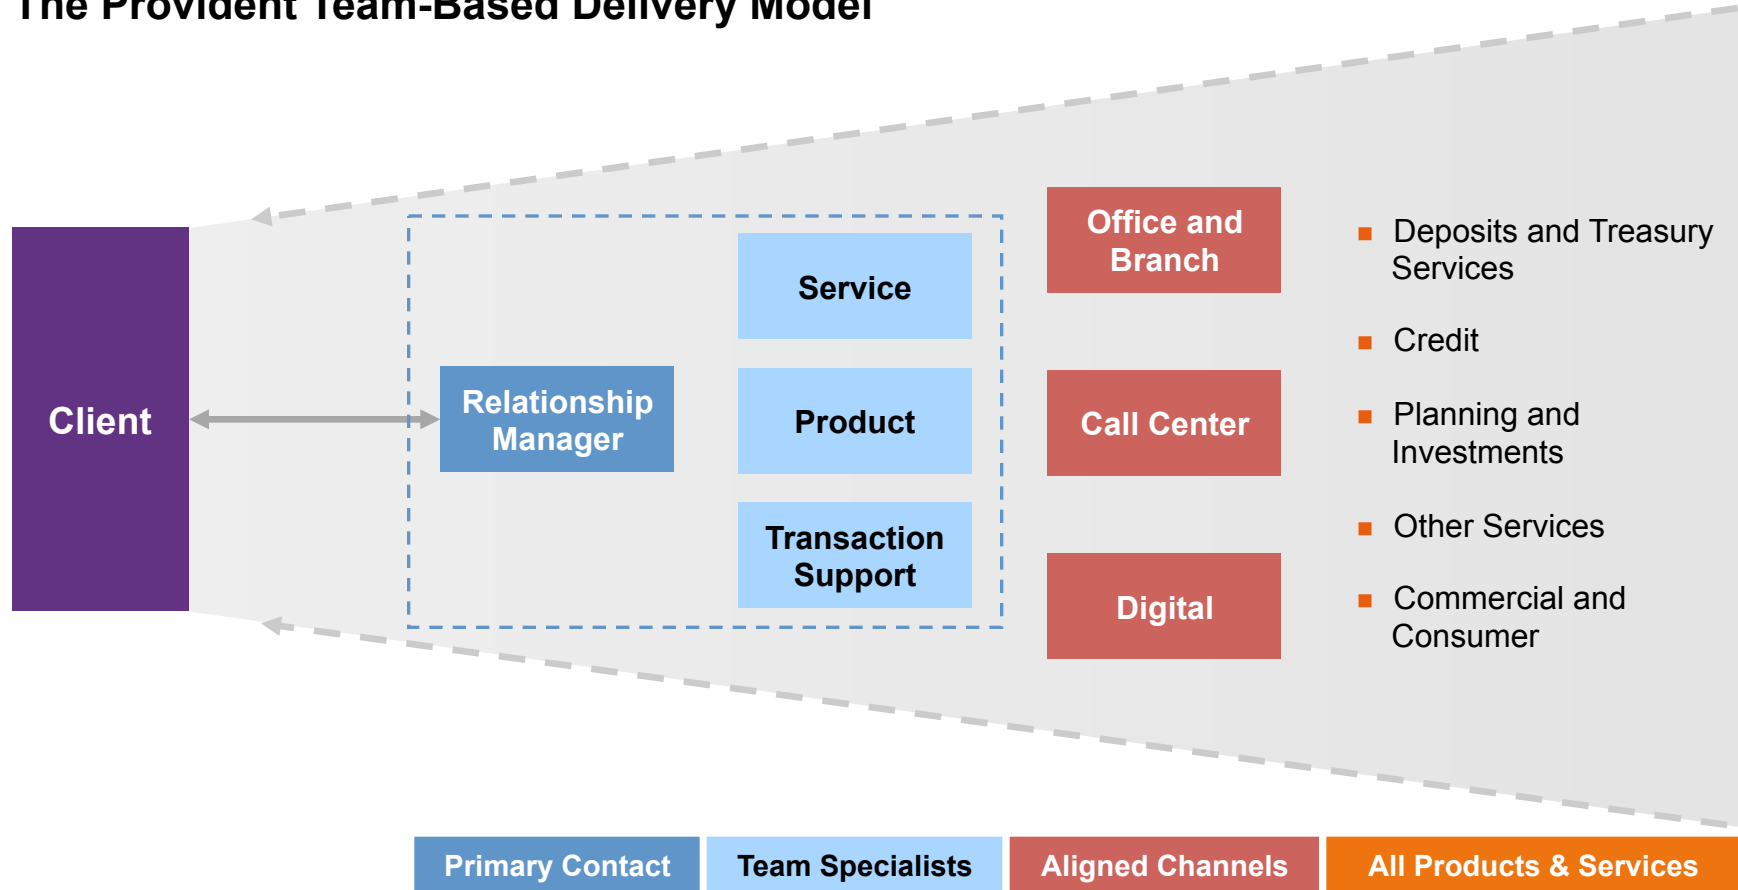 The Provident Team-Based Delivery Model
Client
Relationship
Manager
Service
Product
Transaction
Support
Office and
Branch
Call Center
Digital
Deposits and Treasury
Services
Credit
Planning and
Investments
Other Services
Commercial and
Consumer
Primary Contact
Team Specialists
Aligned Channels
All Products & Services